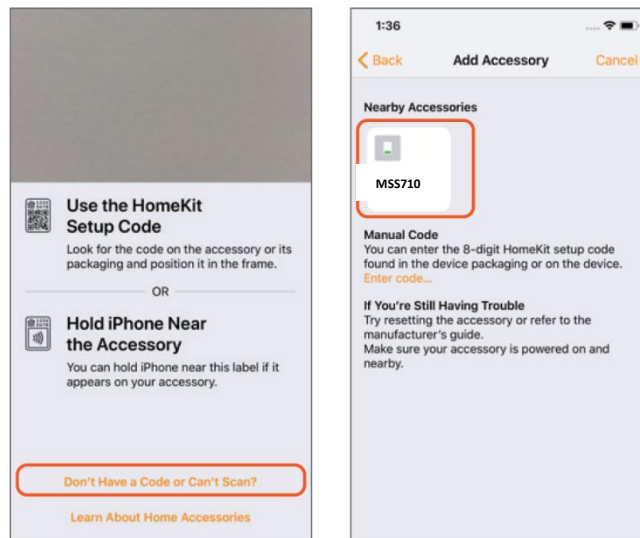 Use the HomeKit
Setup Code
Look for the code on the accessory or its
packaging and position it in the frame.
OR
Hold iPhone Near
the Accessory
You can hold iPhone near this label if it
appears on your accessory.
Don't Have a Code or Can't Scan?
Learn About Home Accessories
1:36
Back
Add Accessory
Cancel
Nearby Accessories
MSS710
Manual Code
You can enter the 8-digit HomeKit setup code
found in the device packaging or on the device.
Enter code...
If You're Still Having Trouble
Try resetting the accessory or refer to the
manufacturer's guide.
Make sure your accessory is powered on and
nearby.